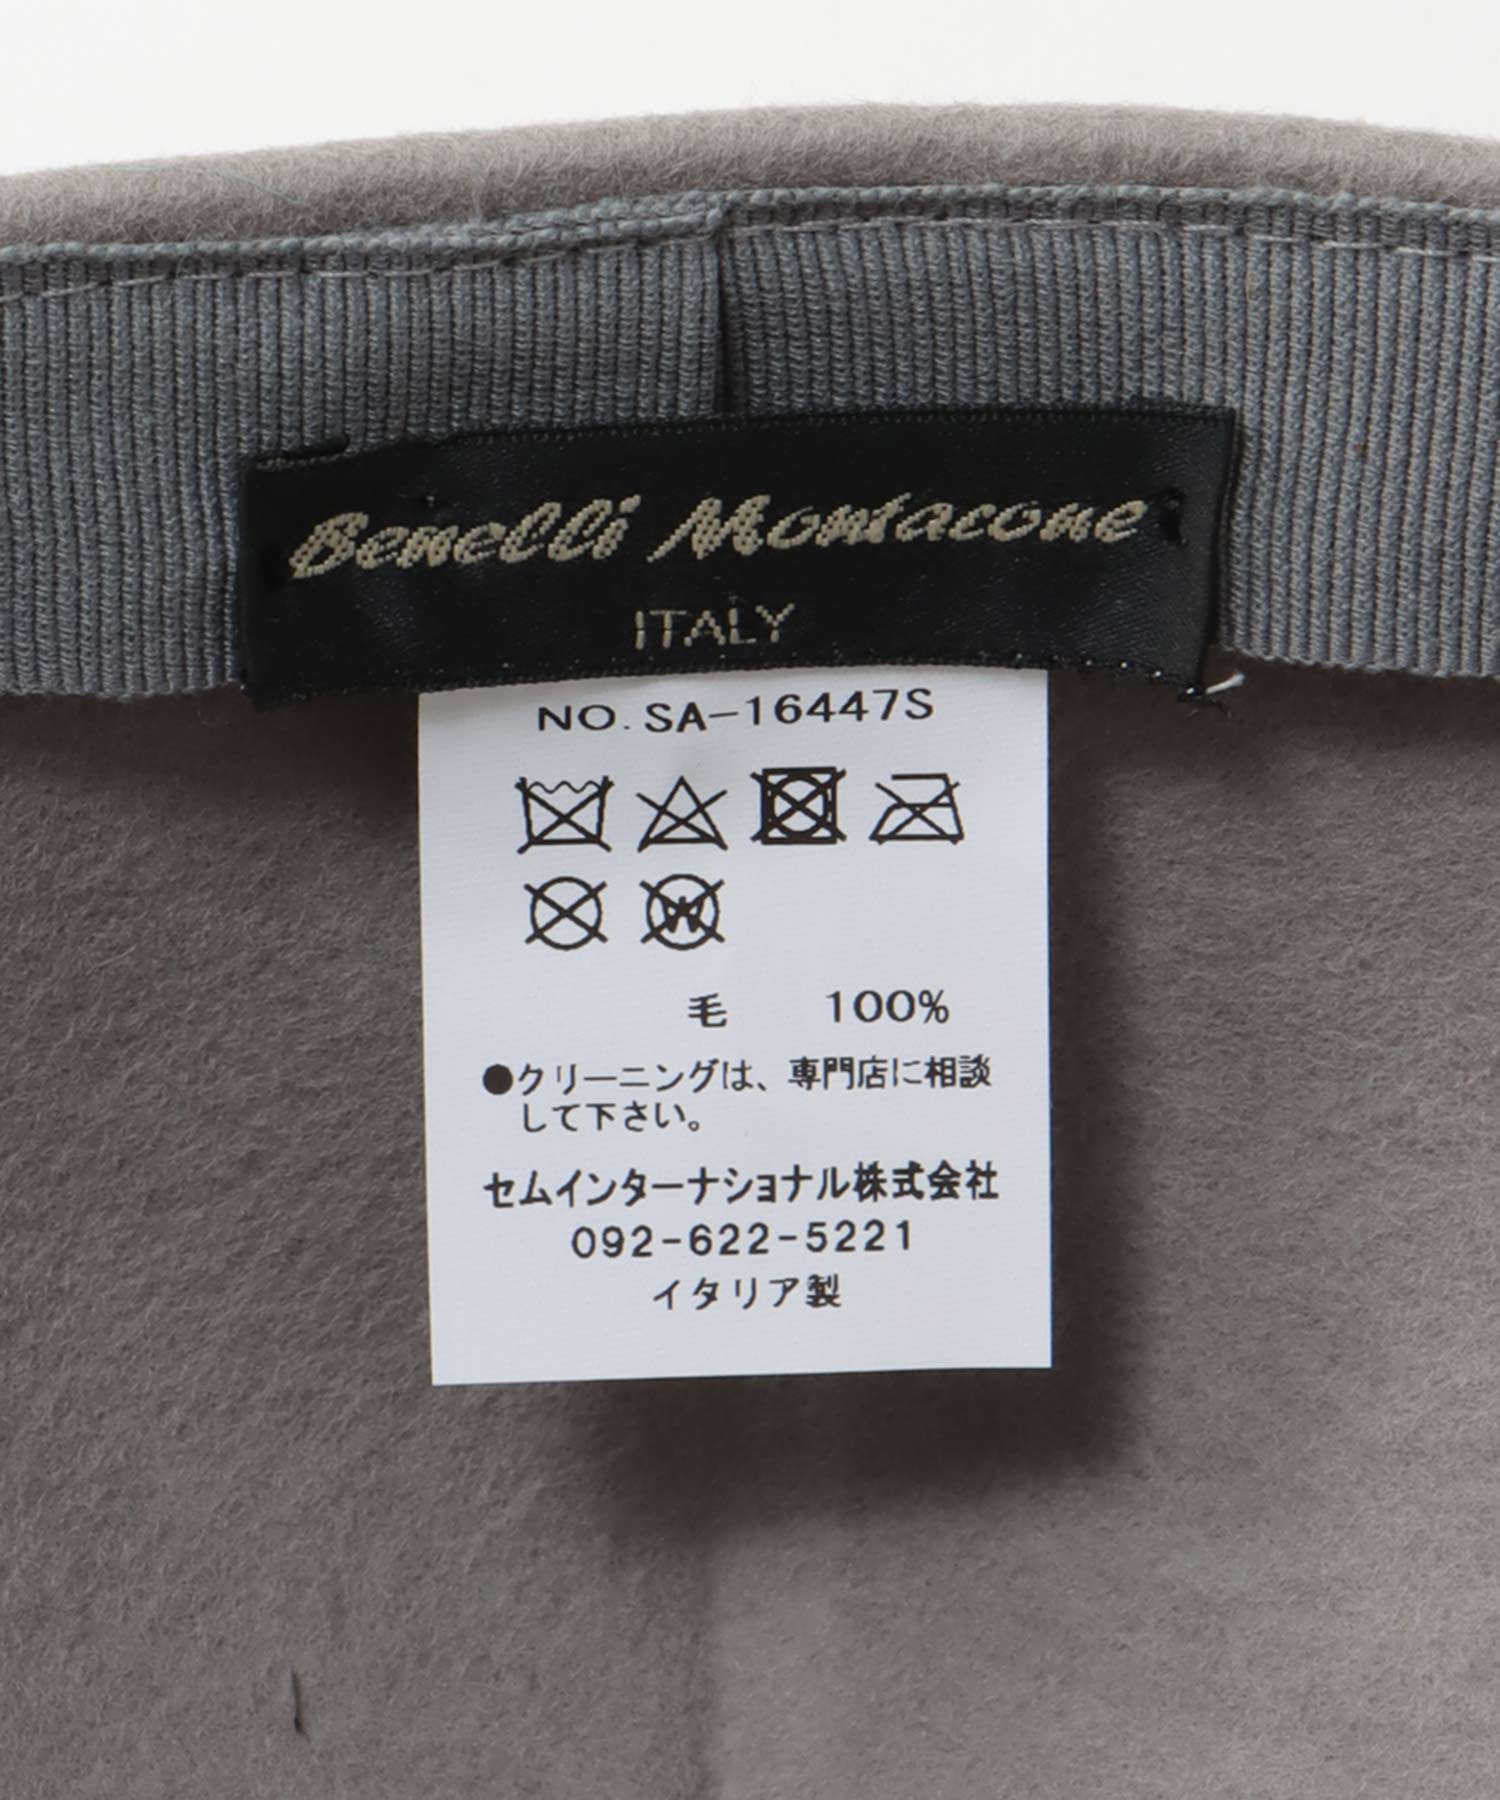 Benelli Montacone
ITALY
NO. SA-16447S
W
毛 100%
●クリーニングは、専門店に相談
して下さい。
セムインターナショナル株式会社
092-622-5221
イタリア製